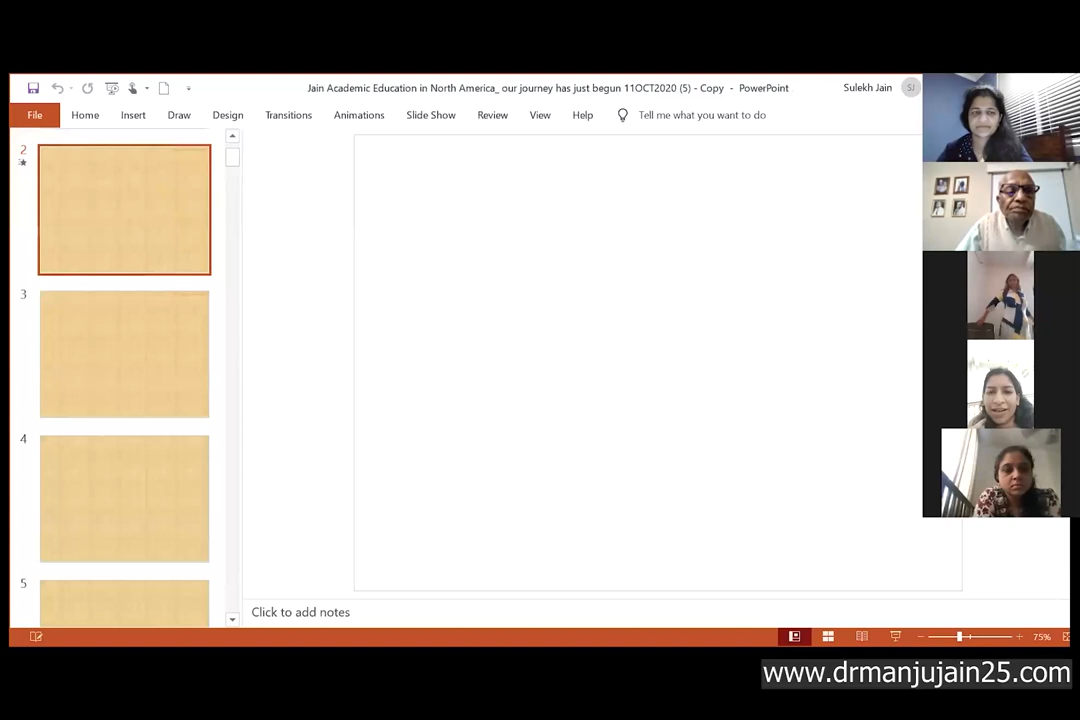 Jain Academic Education in North America_ our journey has just begun 11OCT2020 (5) - Copy - PowerPoint
Sulekh Jain
SJ
File Home Insert Draw Design Transitions Animations Slide Show Review View Help Tell me what you want to do
2
3
4
5
Click to add notes
75%
www.drmanjujain25.com